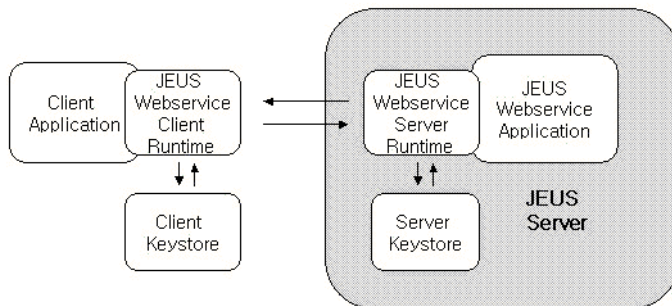 Client
Application
JEUS
Webservice
Client
Runtime
JEUS
Webservice
Server
Runtime
JEUS
Webservice
Application
Client
Keystore
Server
Keystore
JEUS
Server